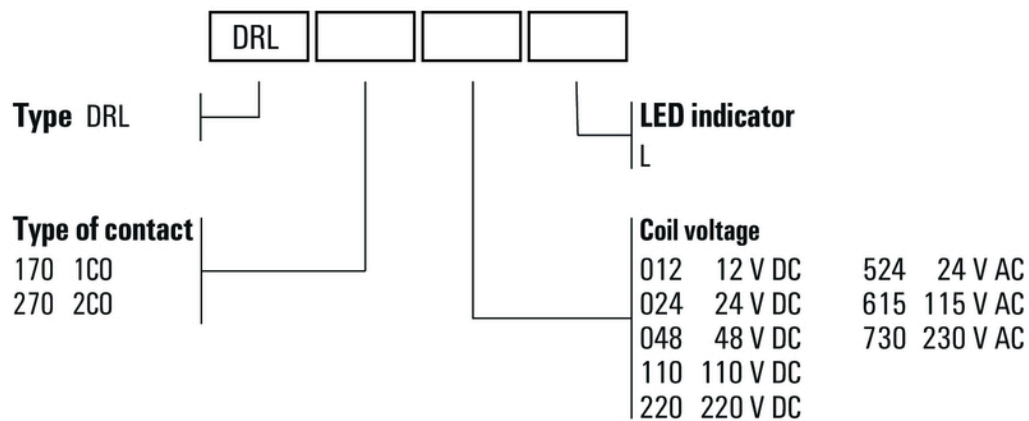 DRL
Type DRL
LED indicator
L
Type of contact
170 1CO
270 2CO
Coil voltage
012 12 V DC 524 24 V AC
024 24 V DC 615 115 V AC
048 48 V DC 730 230 V AC
110 110 V DC
220 220 V DC